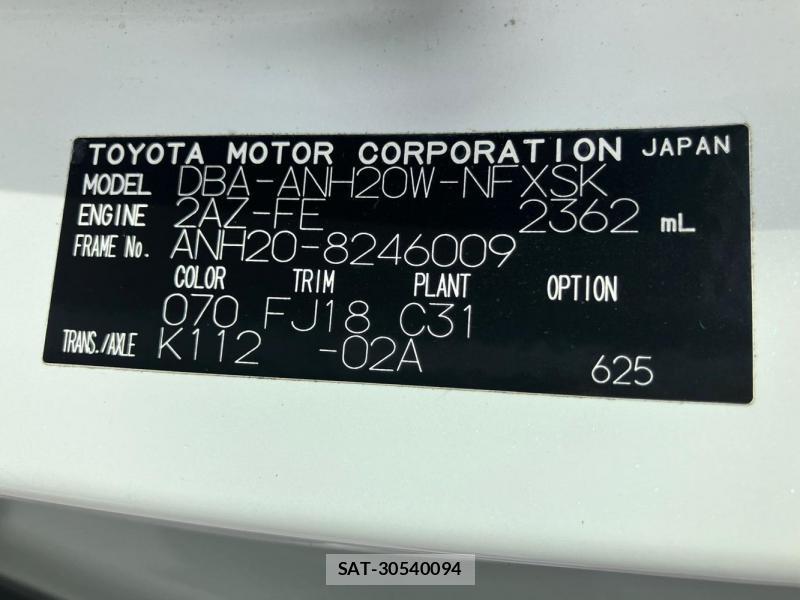 TOYOTA MOTOR CORPORATION JAPAN
MODEL DBA-ANH20W-NFXSK
ENGINE 2AZ-FE 2362 mL
FRAME No. ANH20-8246009
COLOR TRIM PLANT OPTION
070 FJ18 C31
TRANS./AXLE K112 -02A 625
SAT-30540094